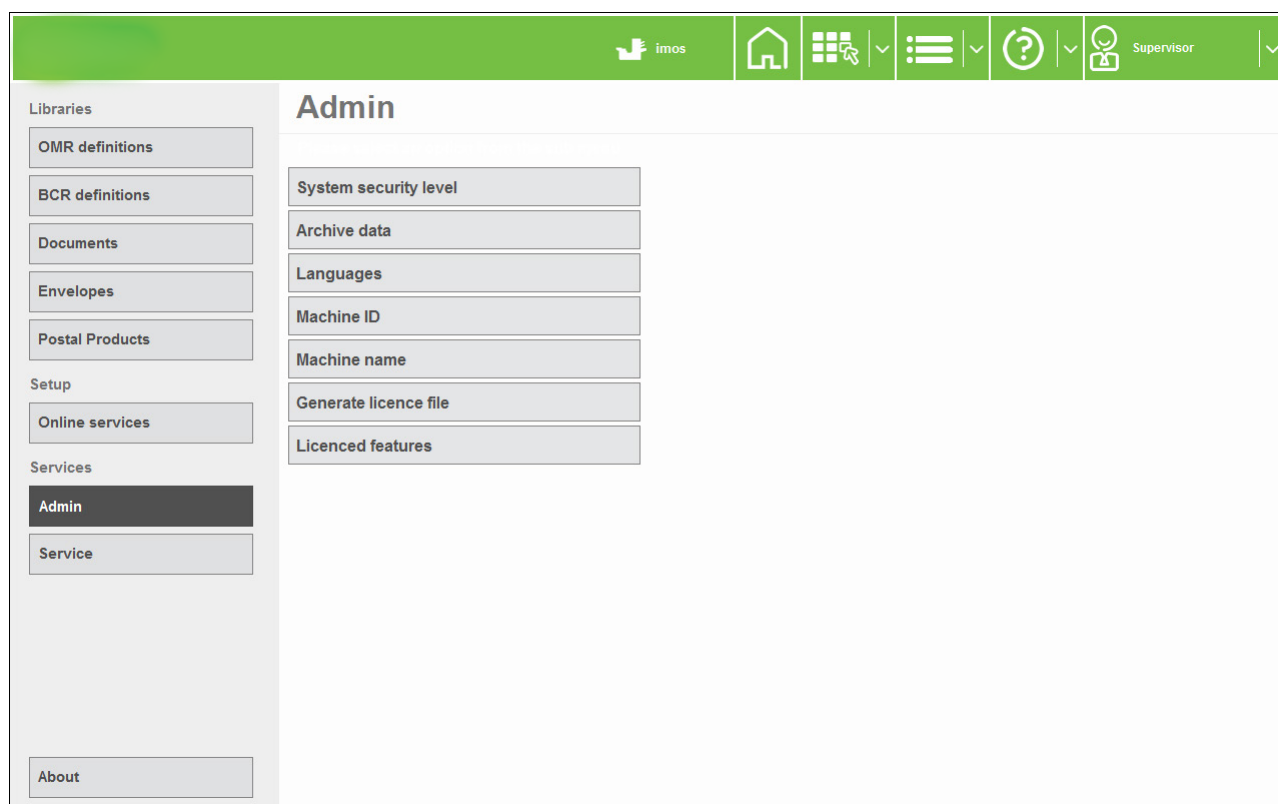 imos
Supervisor
Libraries
OMR definitions
BCR definitions
Documents
Envelopes
Postal Products
Setup
Online services
Services
Admin
Service
About
Admin
System security level
Archive data
Languages
Machine ID
Machine name
Generate licence file
Licenced features